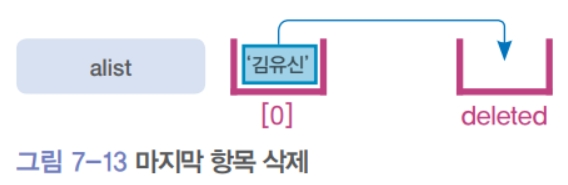 alist
'김유신'
[0]
deleted
그림 7-13 마지막 항목 삭제